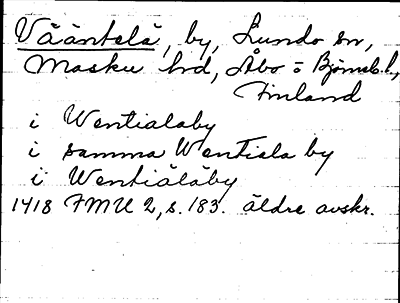 Vääntelä, by, Lundo sn,
Masku hd, Åbo o Björneb. l.,
Finland
i Wentialaby
i samma Wentiala by
i Wentiäläby
1418 FMU 2, s. 183. äldre avskr.